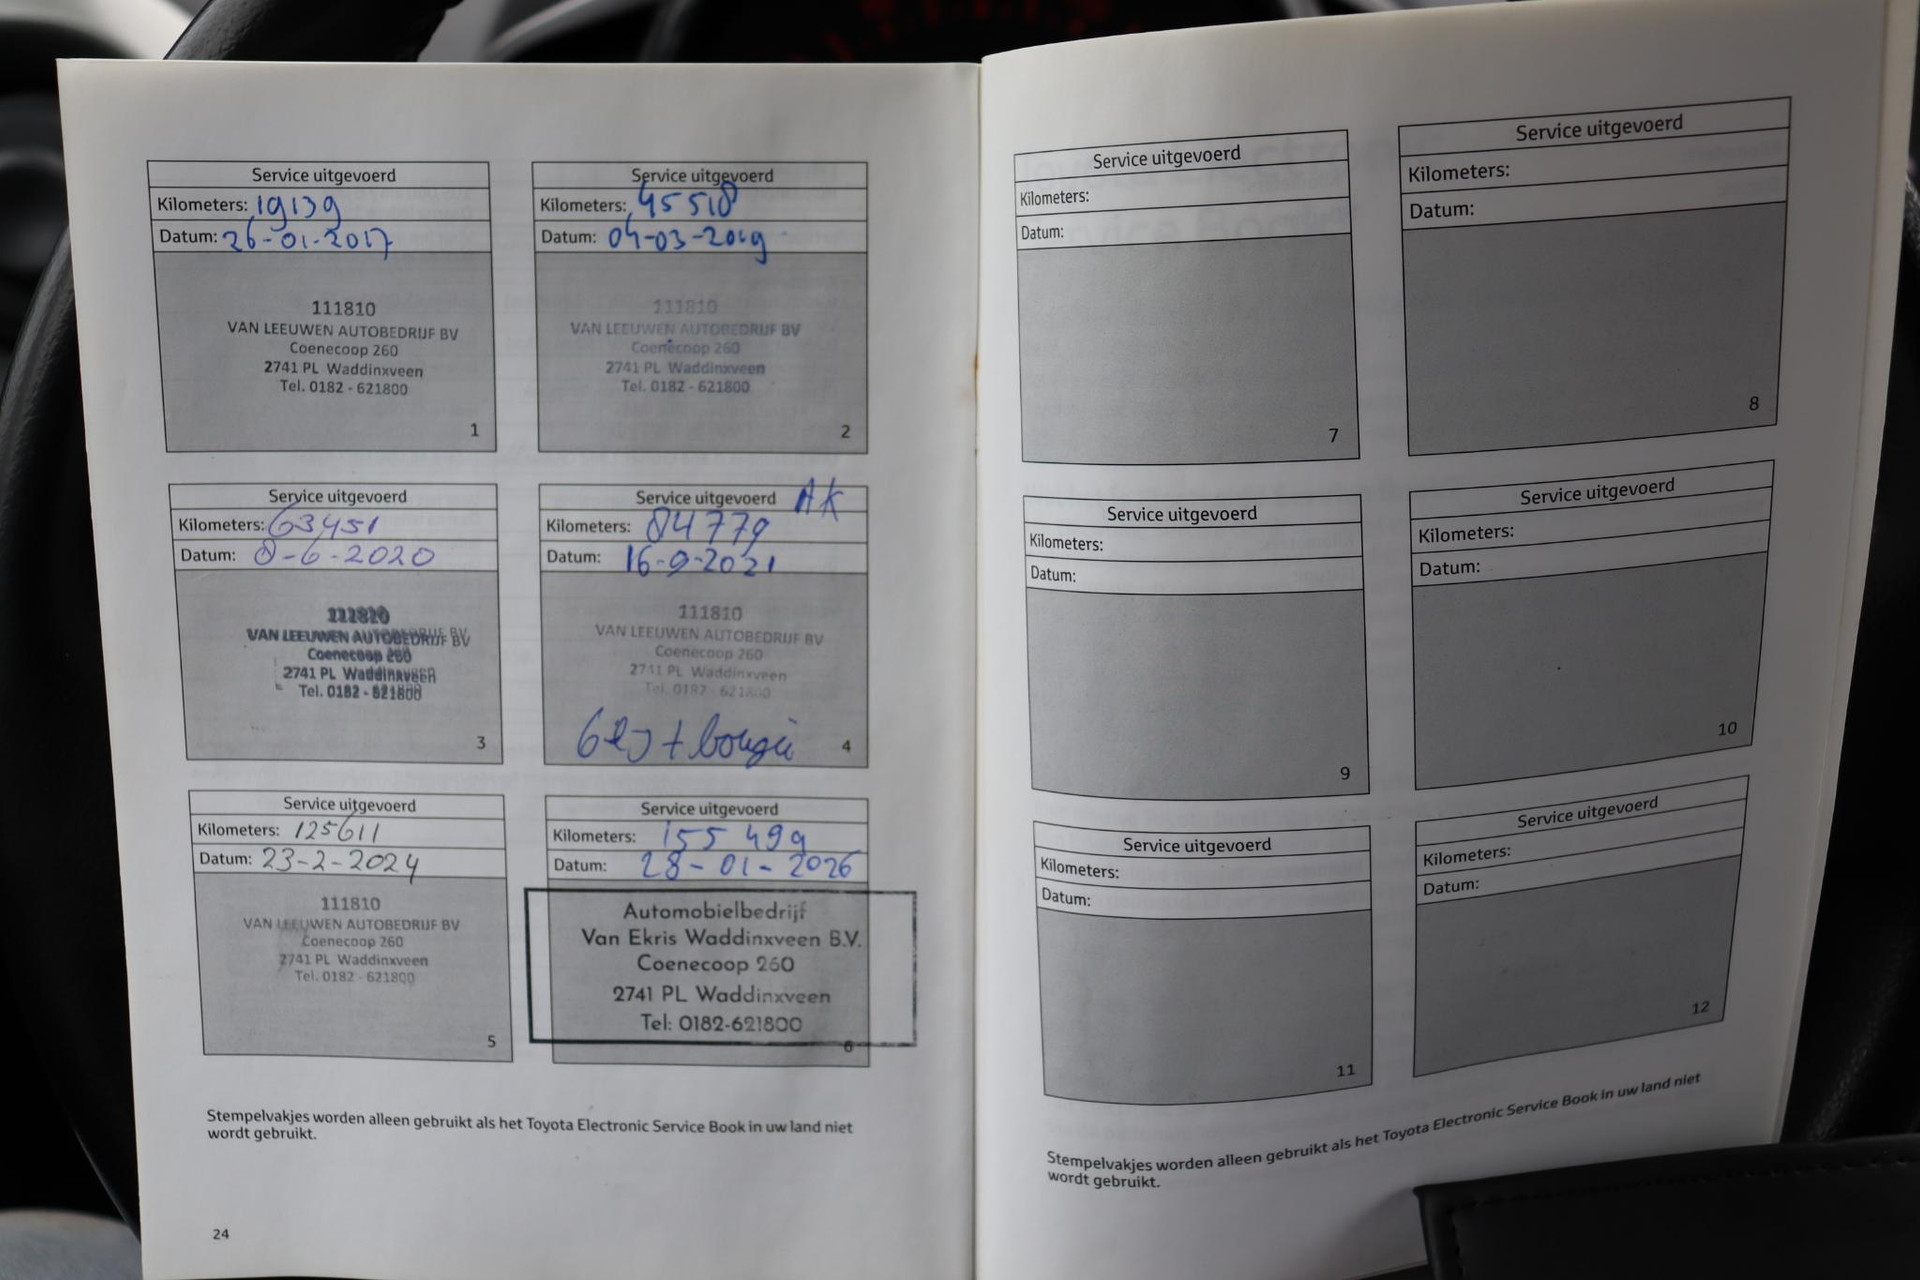 Service uitgevoerd
Kilometers: 19139
Datum: 26-01-2017
111810
VAN LEEUWEN AUTOBEDRIJF BV
Coenecoop 260
2741 PL Waddinxveen
Tel. 0182 - 621800
1
Service uitgevoerd
Kilometers: 45518
Datum: 04-03-2019
111810
VAN LEEUWEN AUTOBEDRIJF BV
Coenecoop 260
2741 PL Waddinxveen
Tel. 0182 - 621800
2
Service uitgevoerd
Kilometers: 63451
Datum: 8-6-2020
111810
VAN LEEUWEN AUTOBEDRIJF BV
Coenecoop 260
2741 PL Waddinxveen
Tel. 0182 - 621800
3
Service uitgevoerd AK
Kilometers: 84779
Datum: 16-9-2021
111810
VAN LEEUWEN AUTOBEDRIJF BV
Coenecoop 260
2741 PL Waddinxveen
Tel. 0182 - 621800
+ bougie
4
Service uitgevoerd
Kilometers: 125611
Datum: 23-2-2024
111810
VAN LEEUWEN AUTOBEDRIJF BV
Coenecoop 260
2741 PL Waddinxveen
Tel. 0182 - 621800
5
Service uitgevoerd
Kilometers: 155 499
Datum: 28-01-2026
Automobielbedrijf
Van Ekris Waddinxveen B.V.
Coenecoop 260
2741 PL Waddinxveen
Tel: 0182-621800
6
Stempelvakjes worden alleen gebruikt als het Toyota Electronic Service Book in uw land niet
wordt gebruikt.
24
Service uitgevoerd
Kilometers:
Datum:
7
Service uitgevoerd
Kilometers:
Datum:
8
Service uitgevoerd
Kilometers:
Datum:
9
Service uitgevoerd
Kilometers:
Datum:
10
Service uitgevoerd
Kilometers:
Datum:
11
Service uitgevoerd
Kilometers:
Datum:
12
Stempelvakjes worden alleen gebruikt als het Toyota Electronic Service Book in uw land niet
wordt gebruikt.